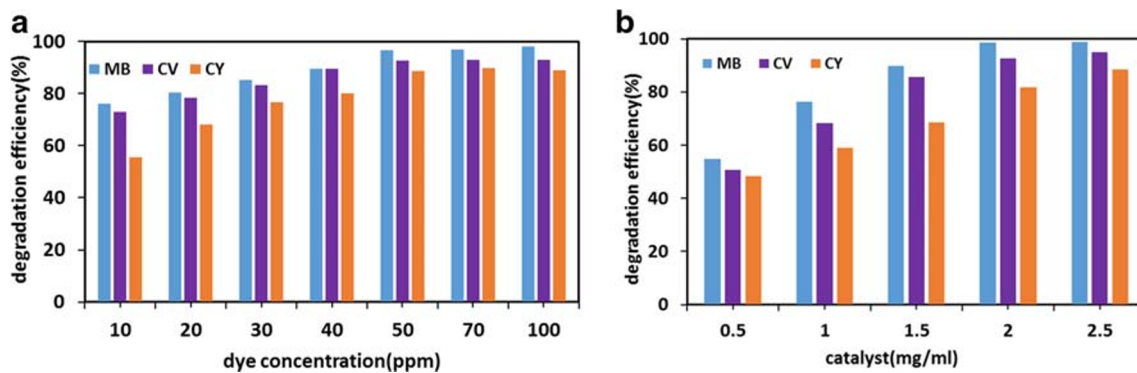 a
degradation efficiency(%)
100
80
60
40
20
0
MB CV CY
10 20 30 40 50 70 100
dye concentration(ppm)
b
degradation efficiency(%)
100
80
60
40
20
0
MB CV CY
0.5 1 1.5 2 2.5
catalyst(mg/ml)